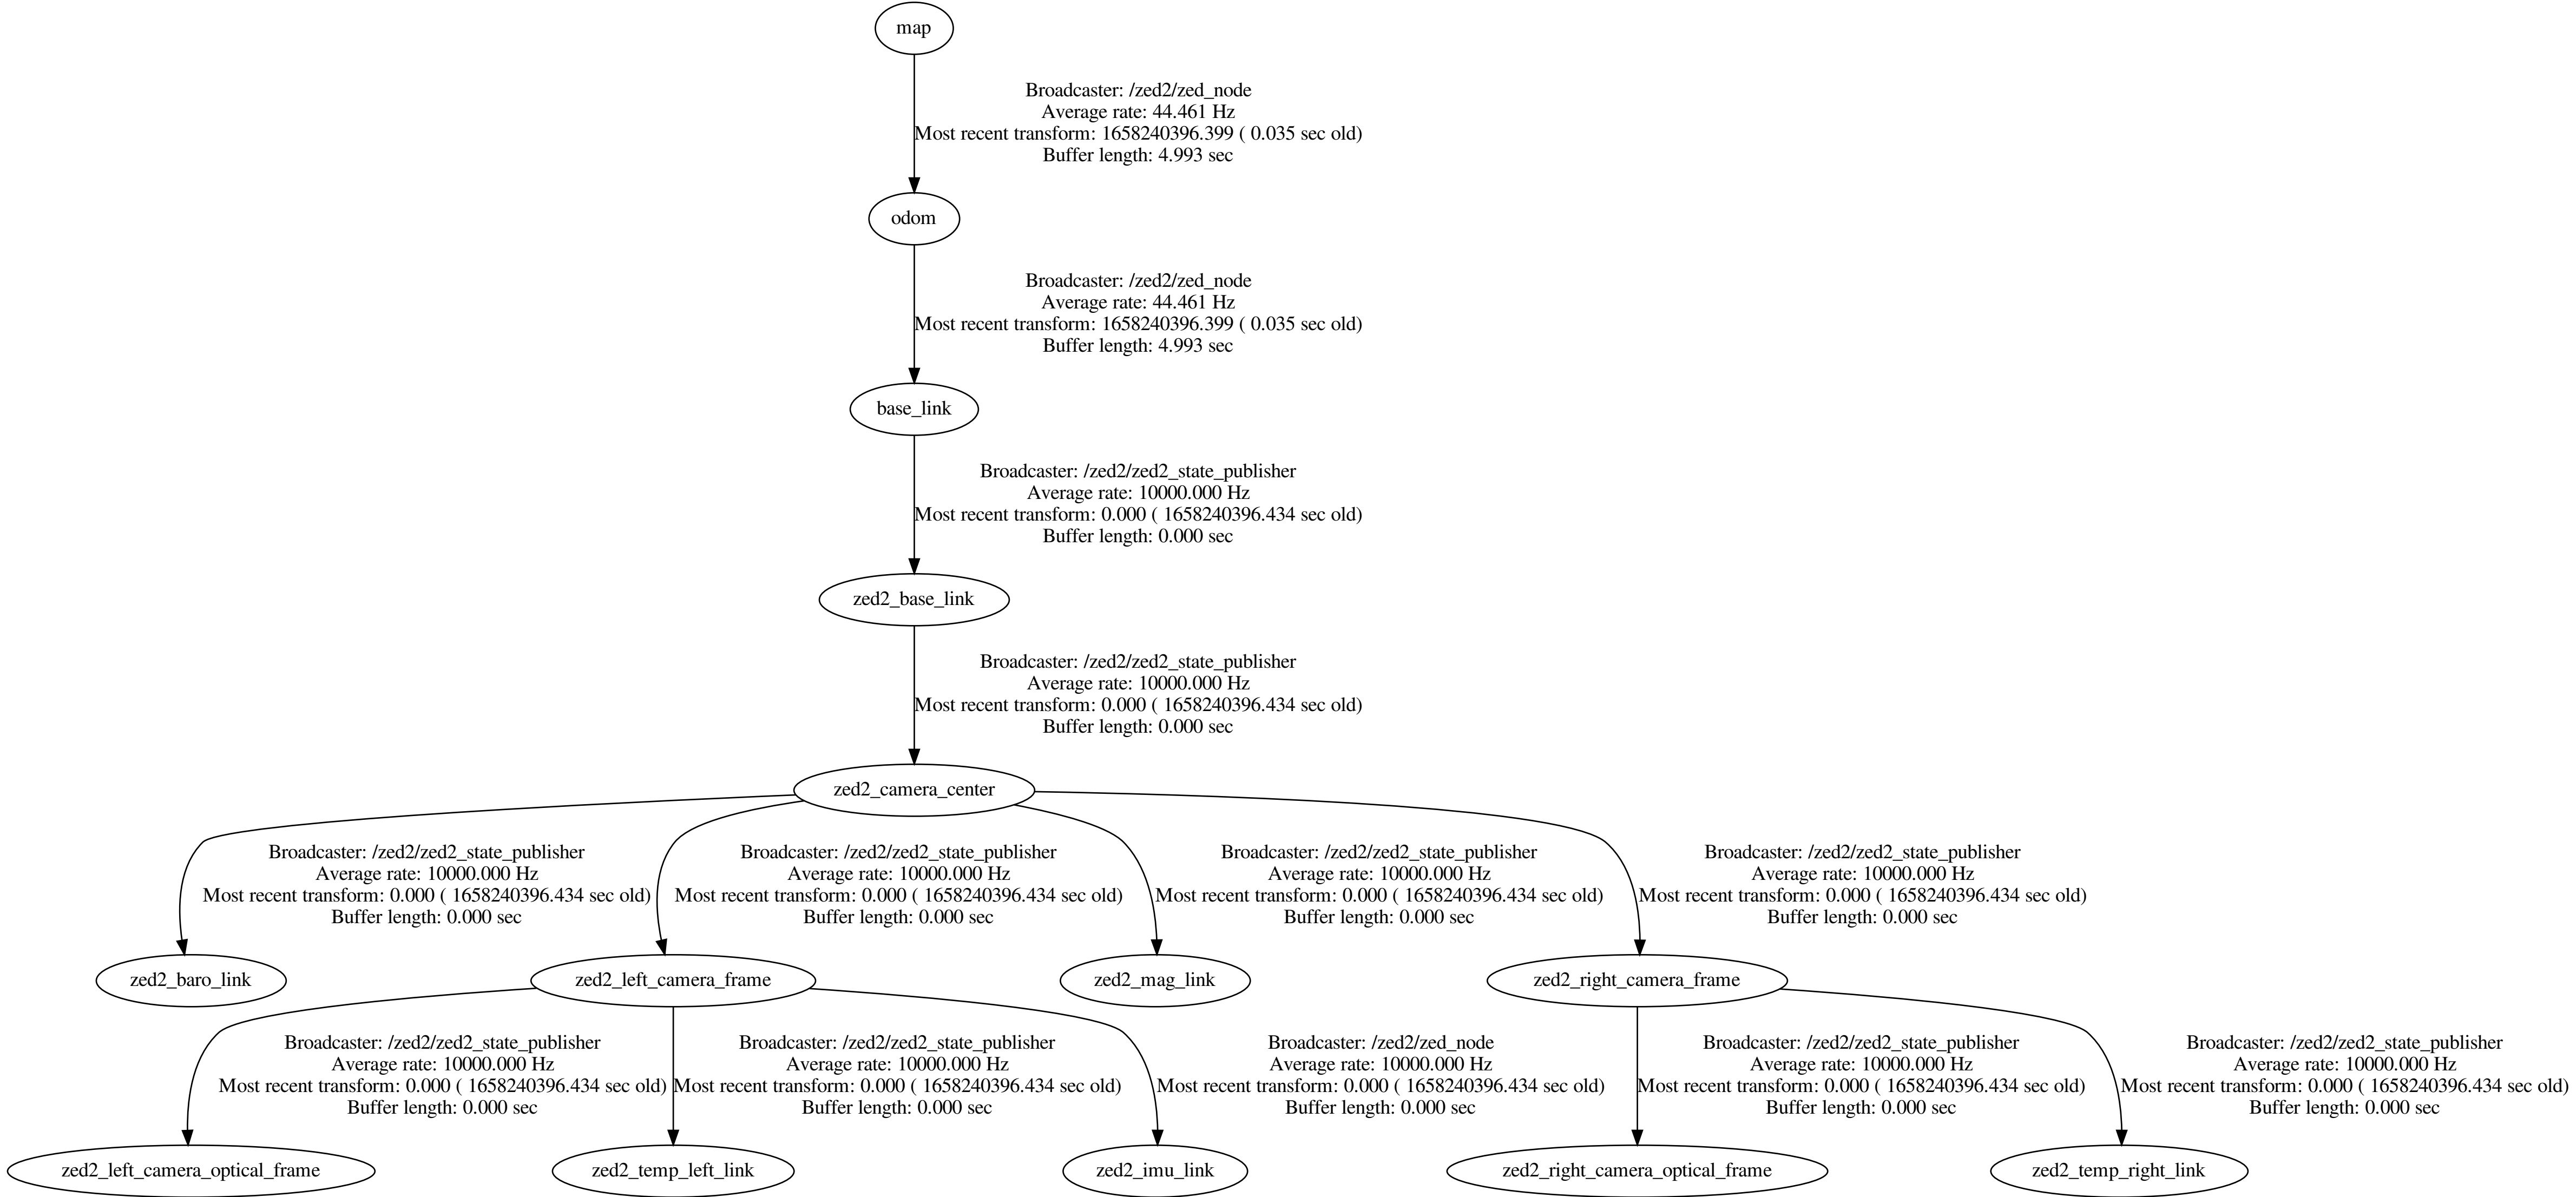 map
Broadcaster: /zed2/zed_node
Average rate: 44.461 Hz
Most recent transform: 1658240396.399 ( 0.035 sec old)
Buffer length: 4.993 sec
odom
Broadcaster: /zed2/zed_node
Average rate: 44.461 Hz
Most recent transform: 1658240396.399 ( 0.035 sec old)
Buffer length: 4.993 sec
base_link
Broadcaster: /zed2/zed2_state_publisher
Average rate: 10000.000 Hz
Most recent transform: 0.000 ( 1658240396.434 sec old)
Buffer length: 0.000 sec
zed2_base_link
Broadcaster: /zed2/zed2_state_publisher
Average rate: 10000.000 Hz
Most recent transform: 0.000 ( 1658240396.434 sec old)
Buffer length: 0.000 sec
zed2_camera_center
Broadcaster: /zed2/zed2_state_publisher
Average rate: 10000.000 Hz
Most recent transform: 0.000 ( 1658240396.434 sec old)
Buffer length: 0.000 sec
Broadcaster: /zed2/zed2_state_publisher
Average rate: 10000.000 Hz
Most recent transform: 0.000 ( 1658240396.434 sec old)
Buffer length: 0.000 sec
Broadcaster: /zed2/zed2_state_publisher
Average rate: 10000.000 Hz
Most recent transform: 0.000 ( 1658240396.434 sec old)
Buffer length: 0.000 sec
Broadcaster: /zed2/zed2_state_publisher
Average rate: 10000.000 Hz
Most recent transform: 0.000 ( 1658240396.434 sec old)
Buffer length: 0.000 sec
zed2_baro_link
zed2_left_camera_frame
zed2_mag_link
zed2_right_camera_frame
Broadcaster: /zed2/zed2_state_publisher
Average rate: 10000.000 Hz
Most recent transform: 0.000 ( 1658240396.434 sec old)
Buffer length: 0.000 sec
Broadcaster: /zed2/zed2_state_publisher
Average rate: 10000.000 Hz
Most recent transform: 0.000 ( 1658240396.434 sec old)
Buffer length: 0.000 sec
Broadcaster: /zed2/zed_node
Average rate: 10000.000 Hz
Most recent transform: 0.000 ( 1658240396.434 sec old)
Buffer length: 0.000 sec
Broadcaster: /zed2/zed2_state_publisher
Average rate: 10000.000 Hz
Most recent transform: 0.000 ( 1658240396.434 sec old)
Buffer length: 0.000 sec
Broadcaster: /zed2/zed2_state_publisher
Average rate: 10000.000 Hz
Most recent transform: 0.000 ( 1658240396.434 sec old)
Buffer length: 0.000 sec
zed2_left_camera_optical_frame
zed2_temp_left_link
zed2_imu_link
zed2_right_camera_optical_frame
zed2_temp_right_link